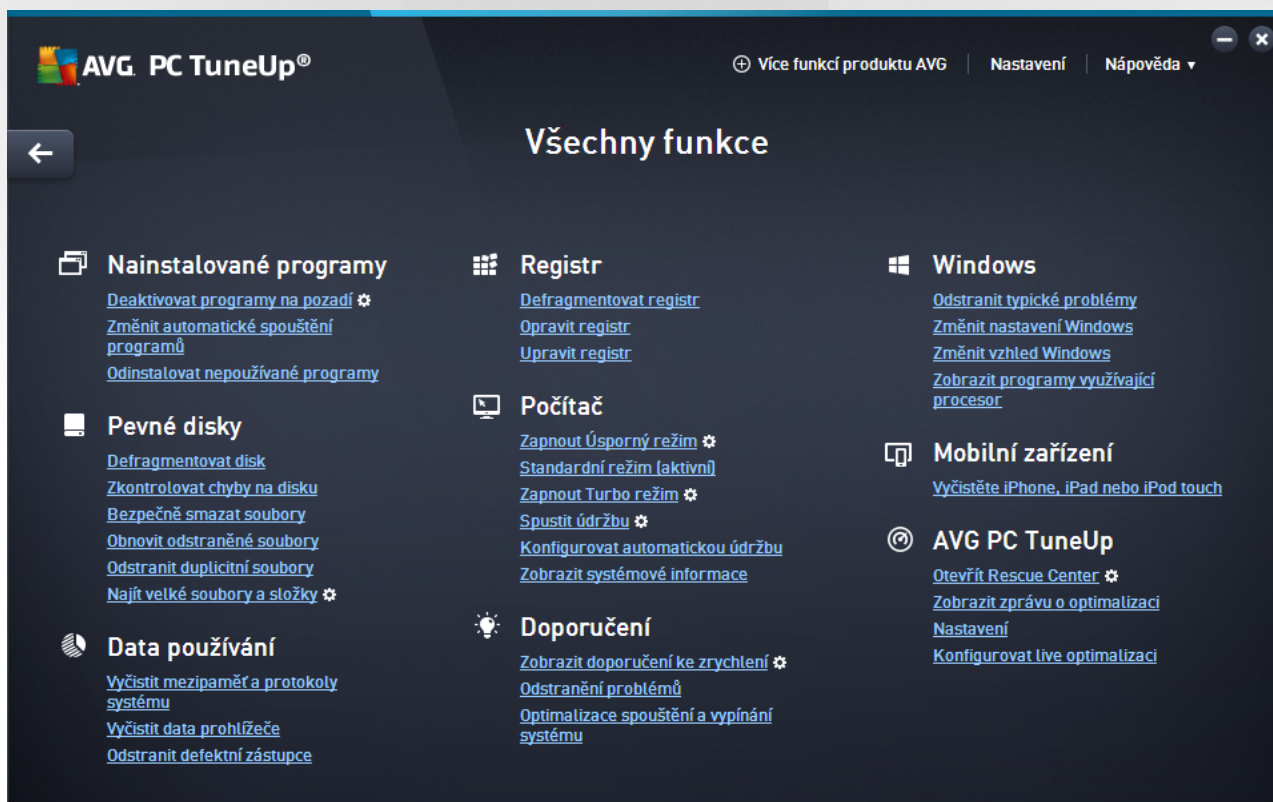 AVG. PC TuneUp®
Více funkcí produktu AVG
Nastavení
Nápověda
Všechny funkce
Nainstalované programy
Deaktivovat programy na pozadí
Změnit automatické spouštění
programů
Odinstalovat nepoužívané programy
Pevné disky
Defragmentovat disk
Zkontrolovat chyby na disku
Bezpečně smazat soubory
Obnovit odstraněné soubory
Odstranit duplicitní soubory
Najít velké soubory a složky
Data používání
Vyčistit mezipaměť a protokoly
systému
Vyčistit data prohlížeče
Odstranit defektní zástupce
Registr
Defragmentovat registr
Opravit registr
Upravit registr
Počítač
Zapnout Úsporný režim
Standardní režim (aktivní)
Zapnout Turbo režim
Spustit údržbu
Konfigurovat automatickou údržbu
Zobrazit systémové informace
Doporučení
Zobrazit doporučení ke zrychlení
Odstranění problémů
Optimalizace spouštění a vypínání
systému
Windows
Odstranit typické problémy
Změnit nastavení Windows
Změnit vzhled Windows
Zobrazit programy využívající
procesor
Mobilní zařízení
Vyčistěte iPhone, iPad nebo iPod touch
AVG PC TuneUp
Otevřít Rescue Center
Zobrazit zprávu o optimalizaci
Nastavení
Konfigurovat live optimalizaci